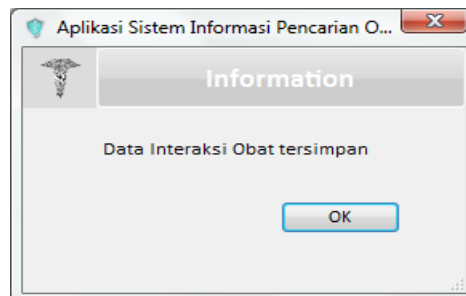 Aplikasi Sistem Informasi Pencarian O...
Information
Data Interaksi Obat tersimpan
OK